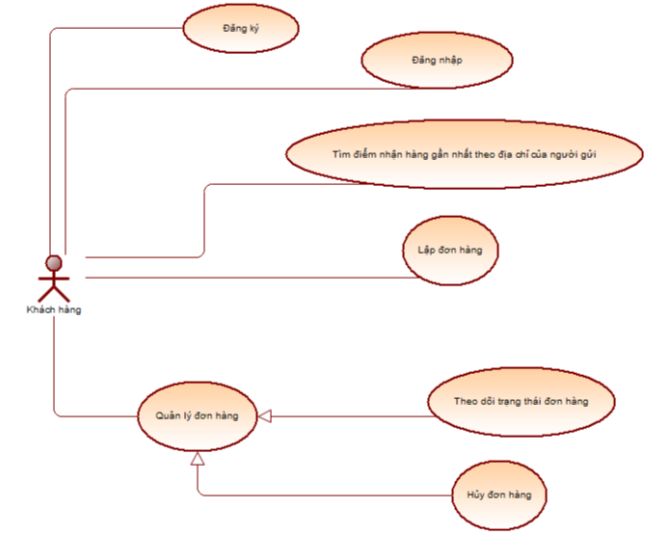 Đăng ký
Đăng nhập
Tìm điểm nhận hàng gần nhất theo địa chỉ của người gửi
Lập đơn hàng
Khách hàng
Quản lý đơn hàng
Theo dõi trạng thái đơn hàng
Hủy đơn hàng